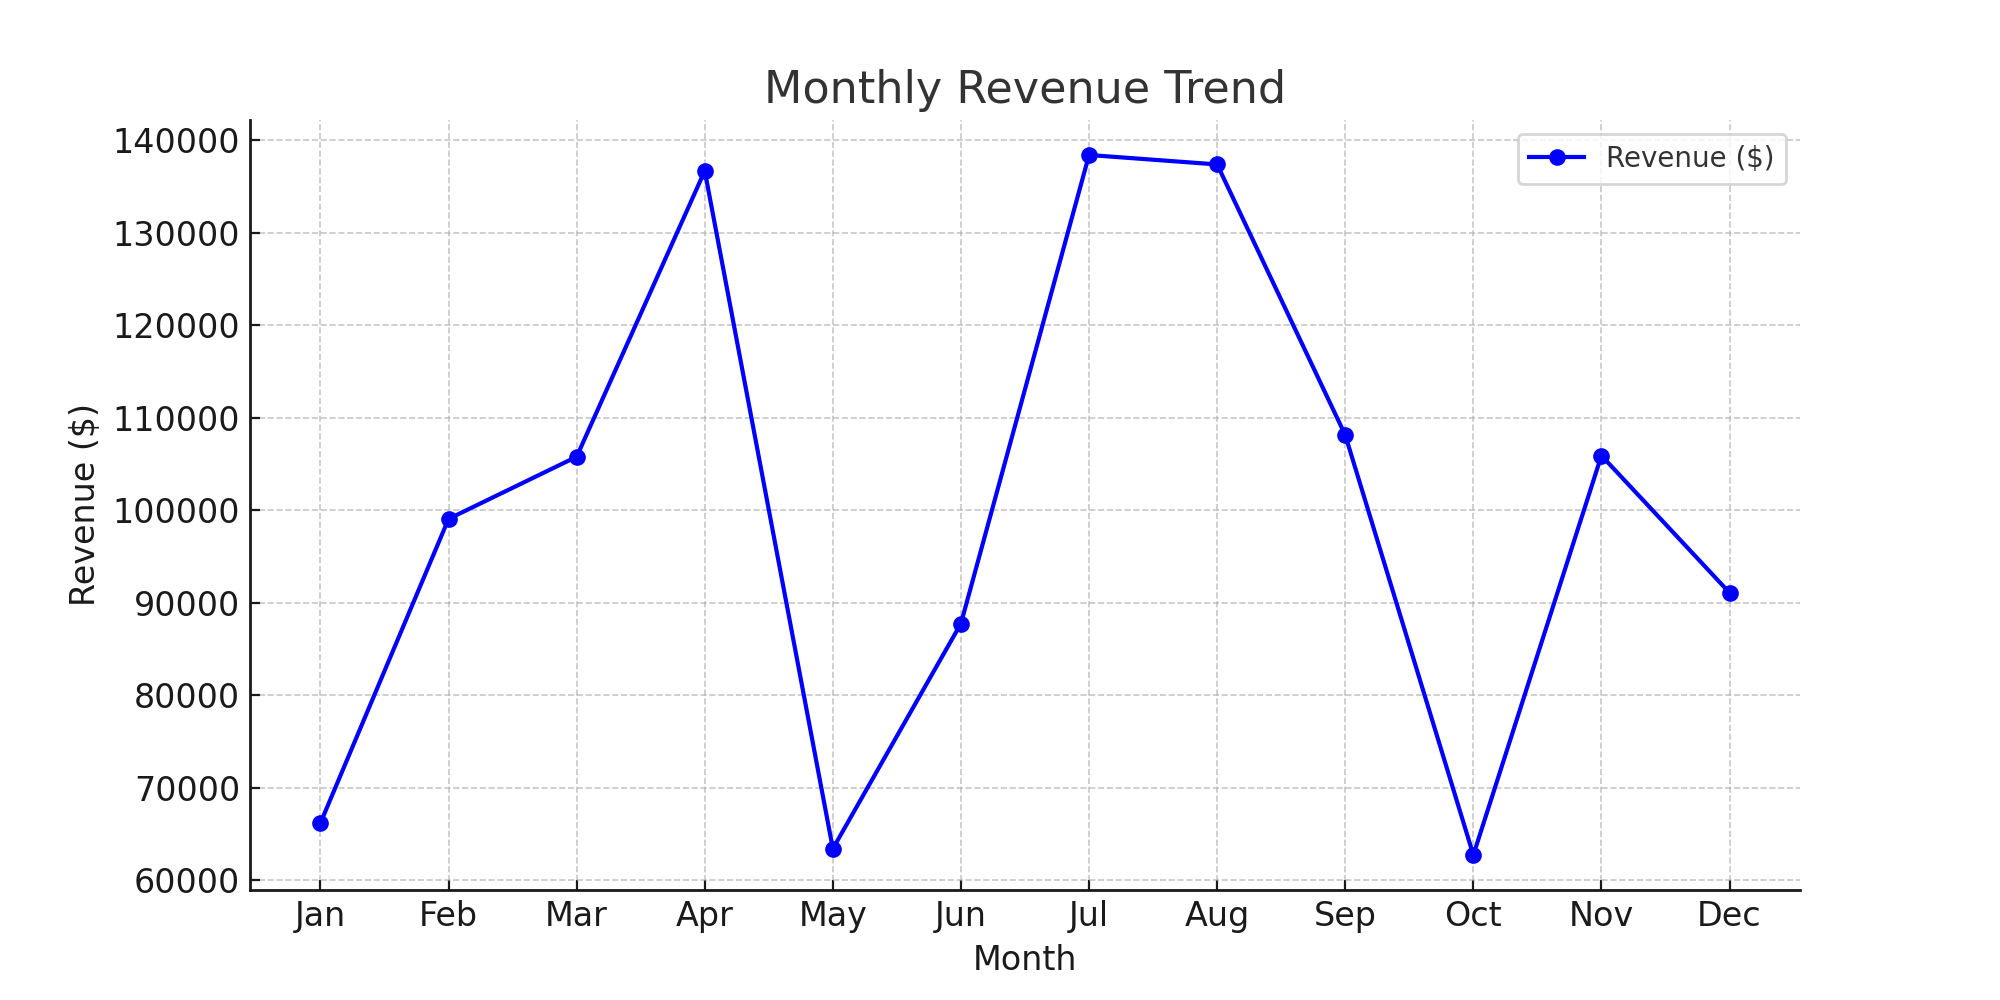 Monthly Revenue Trend
Revenue ($)
140000
130000
120000
110000
100000
90000
80000
70000
60000
Revenue ($)
Jan Feb Mar Apr May Jun Jul Aug Sep Oct Nov Dec
Month